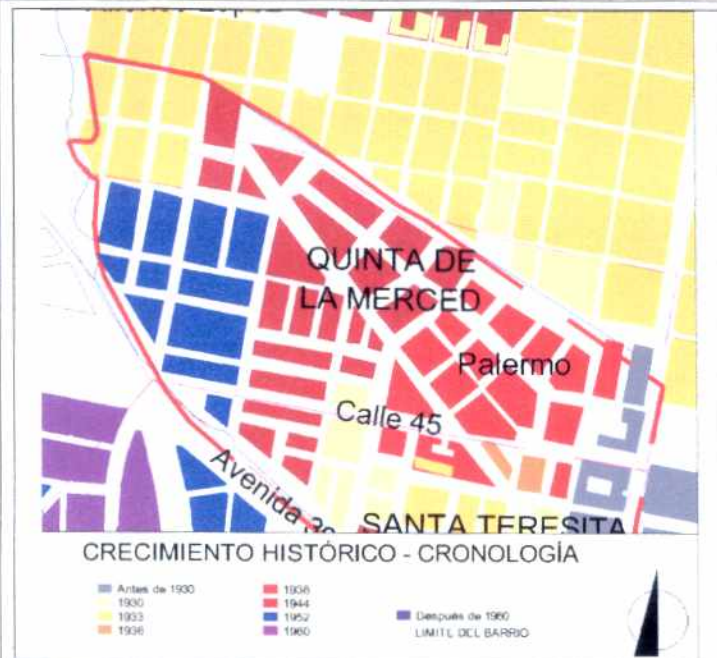 QUINTA DE
LA MERCED
Palermo
Calle 45
Avenida 39
SANTA TERESITA
CRECIMIENTO HISTÓRICO - CRONOLOGÍA
Antes de 1930
1930
1933
1936
1938
1944
1952
1960
Después de 1960
LIMITE DEL BARRIO